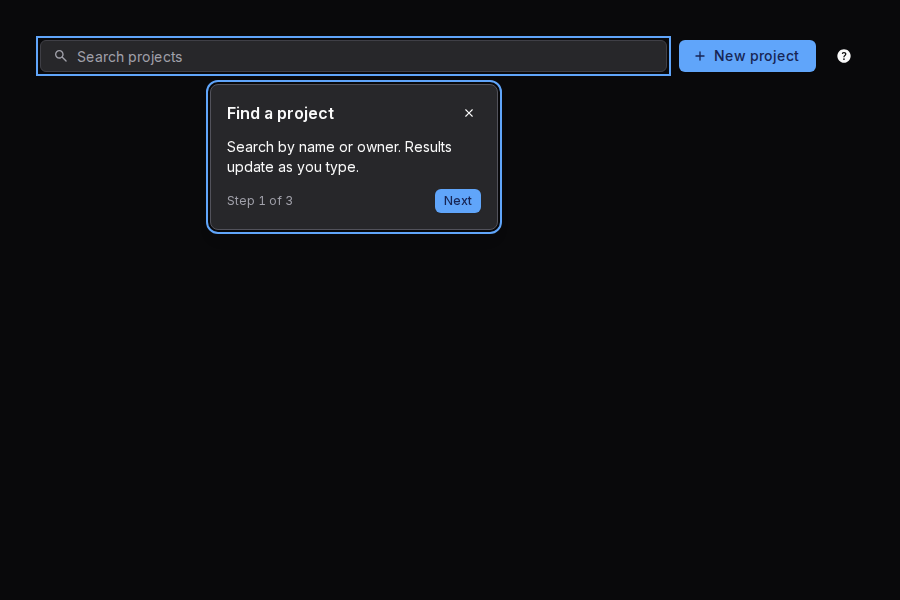 Search projects
New project
Find a project
Search by name or owner. Results
update as you type.
Step 1 of 3
Next